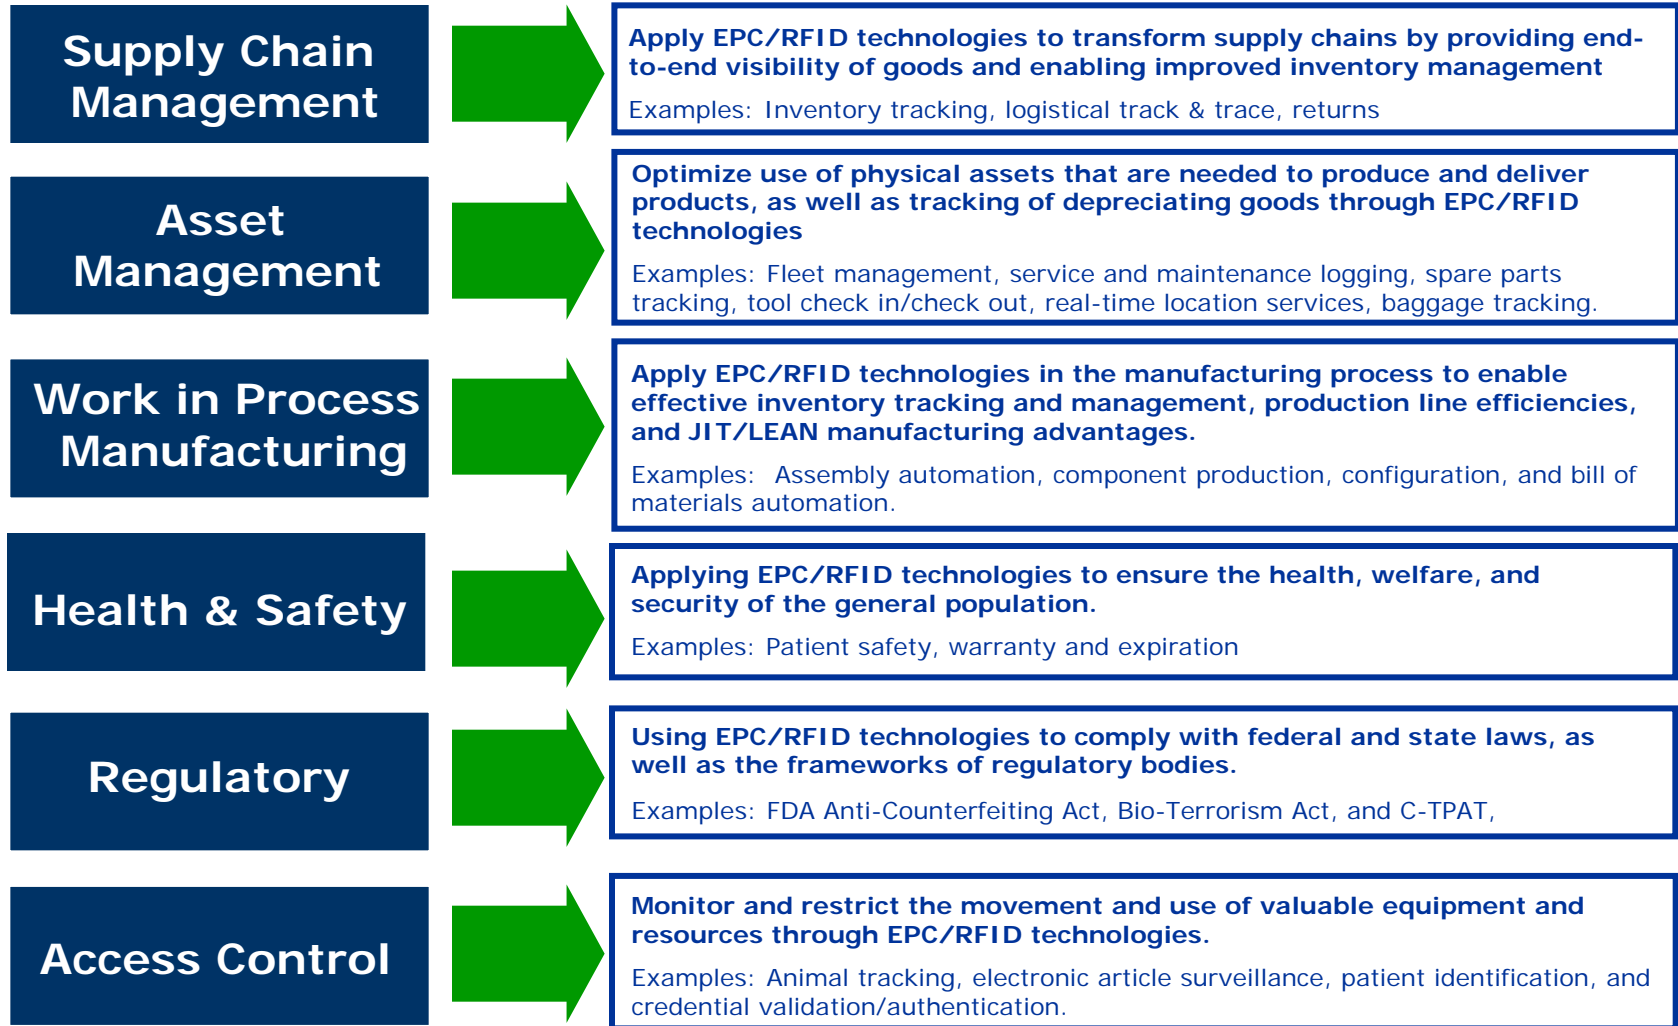 Supply Chain
Management
Apply EPC/RFID technologies to transform supply chains by providing end-
to-end visibility of goods and enabling improved inventory management
Examples: Inventory tracking, logistical track & trace, returns
Asset
Management
Optimize use of physical assets that are needed to produce and deliver
products, as well as tracking of depreciating goods through EPC/RFID
technologies
Examples: Fleet management, service and maintenance logging, spare parts
tracking, tool check in/check out, real-time location services, baggage tracking.
Work in Process
Manufacturing
Apply EPC/RFID technologies in the manufacturing process to enable
effective inventory tracking and management, production line efficiencies,
and JIT/LEAN manufacturing advantages.
Examples: Assembly automation, component production, configuration, and bill of
materials automation.
Health & Safety
Applying EPC/RFID technologies to ensure the health, welfare, and
security of the general population.
Examples: Patient safety, warranty and expiration
Regulatory
Using EPC/RFID technologies to comply with federal and state laws, as
well as the frameworks of regulatory bodies.
Examples: FDA Anti-Counterfeiting Act, Bio-Terrorism Act, and C-TPAT,
Access Control
Monitor and restrict the movement and use of valuable equipment and
resources through EPC/RFID technologies.
Examples: Animal tracking, electronic article surveillance, patient identification, and
credential validation/authentication.